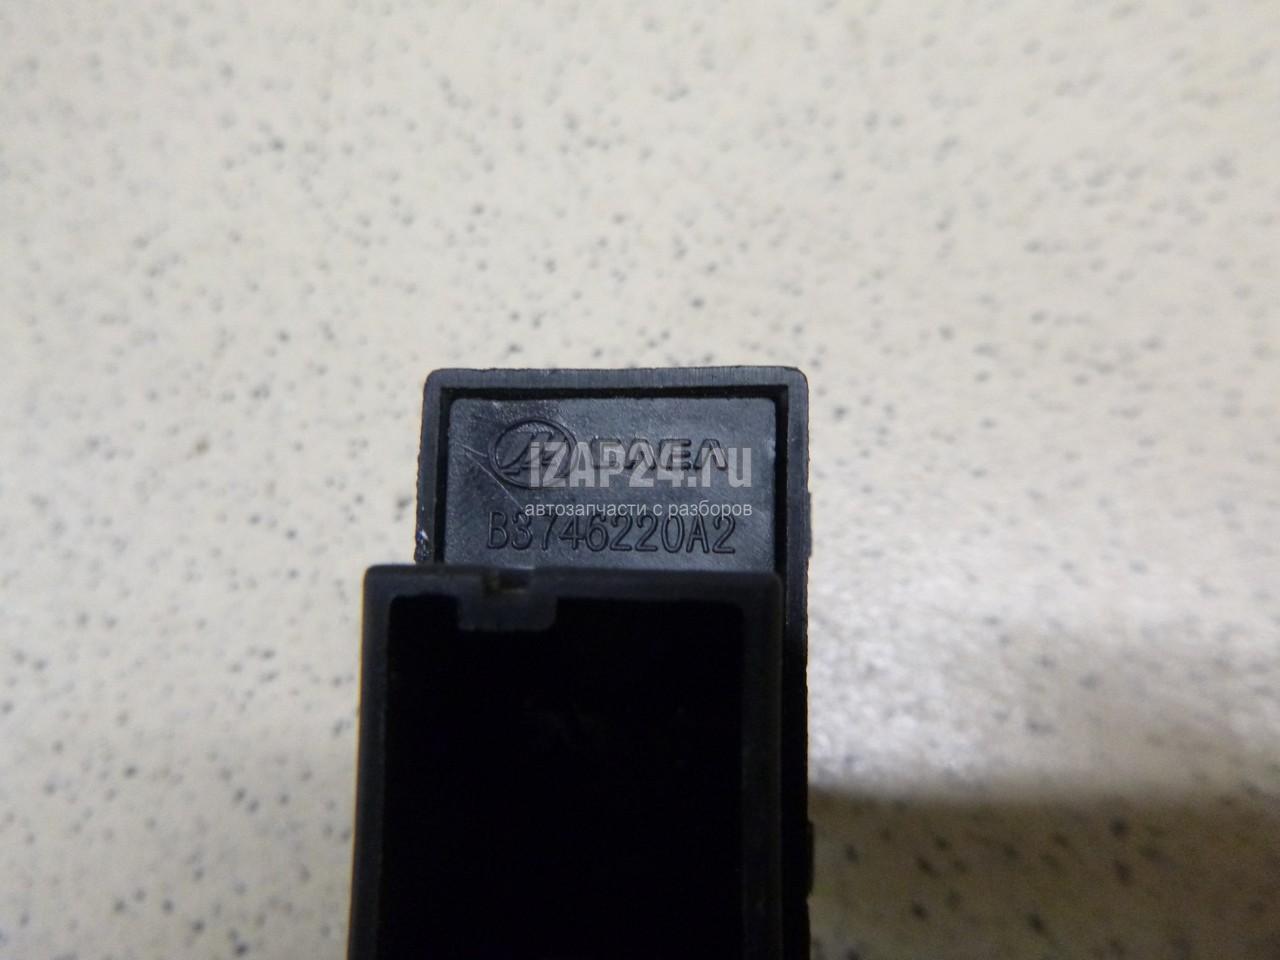 iZAP24.ru
автозапчасти с разборов
B3746220A2